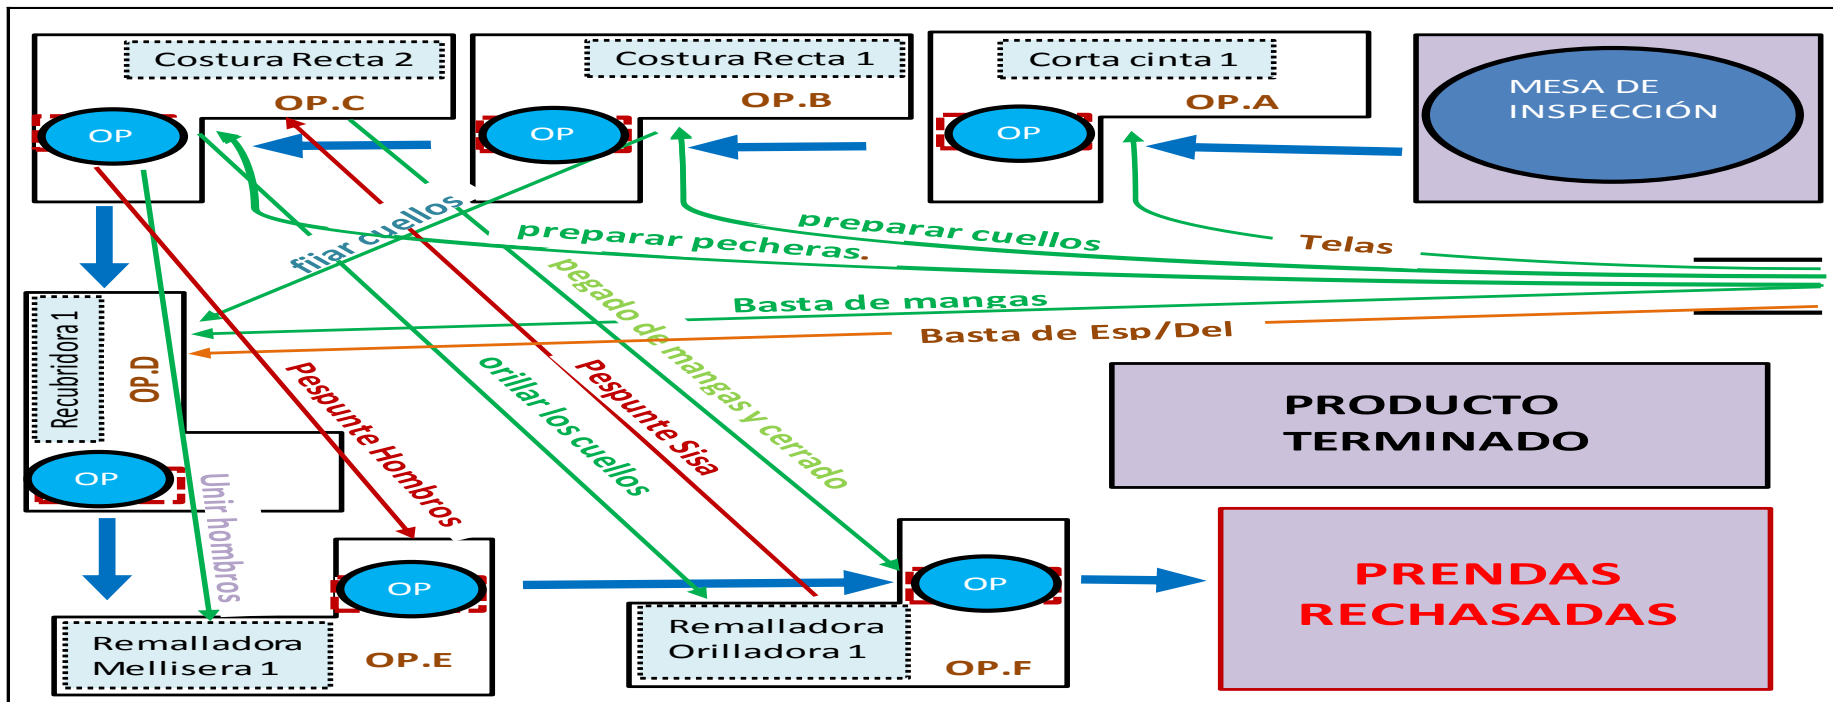 Costura Recta 2
OP.C
OP
Costura Recta 1
OP.B
OP
Corta cinta 1
OP.A
OP
MESA DE
INSPECCIÓN
fijar cuellos
preparar pecheras.
preparar cuellos
Telas
Basta de mangas
Basta de Esp/Del
Recubridora 1
OP.D
OP
Unir hombros
Pespunte Hombros
orillar los cuellos
Pespunte Sisa
pegado de mangas y cerrado
PRODUCTO
TERMINADO
Remalladora
Mellisera 1
OP.E
OP
Remalladora
Orilladora 1
OP.F
OP
PRENDAS
RECHASADAS